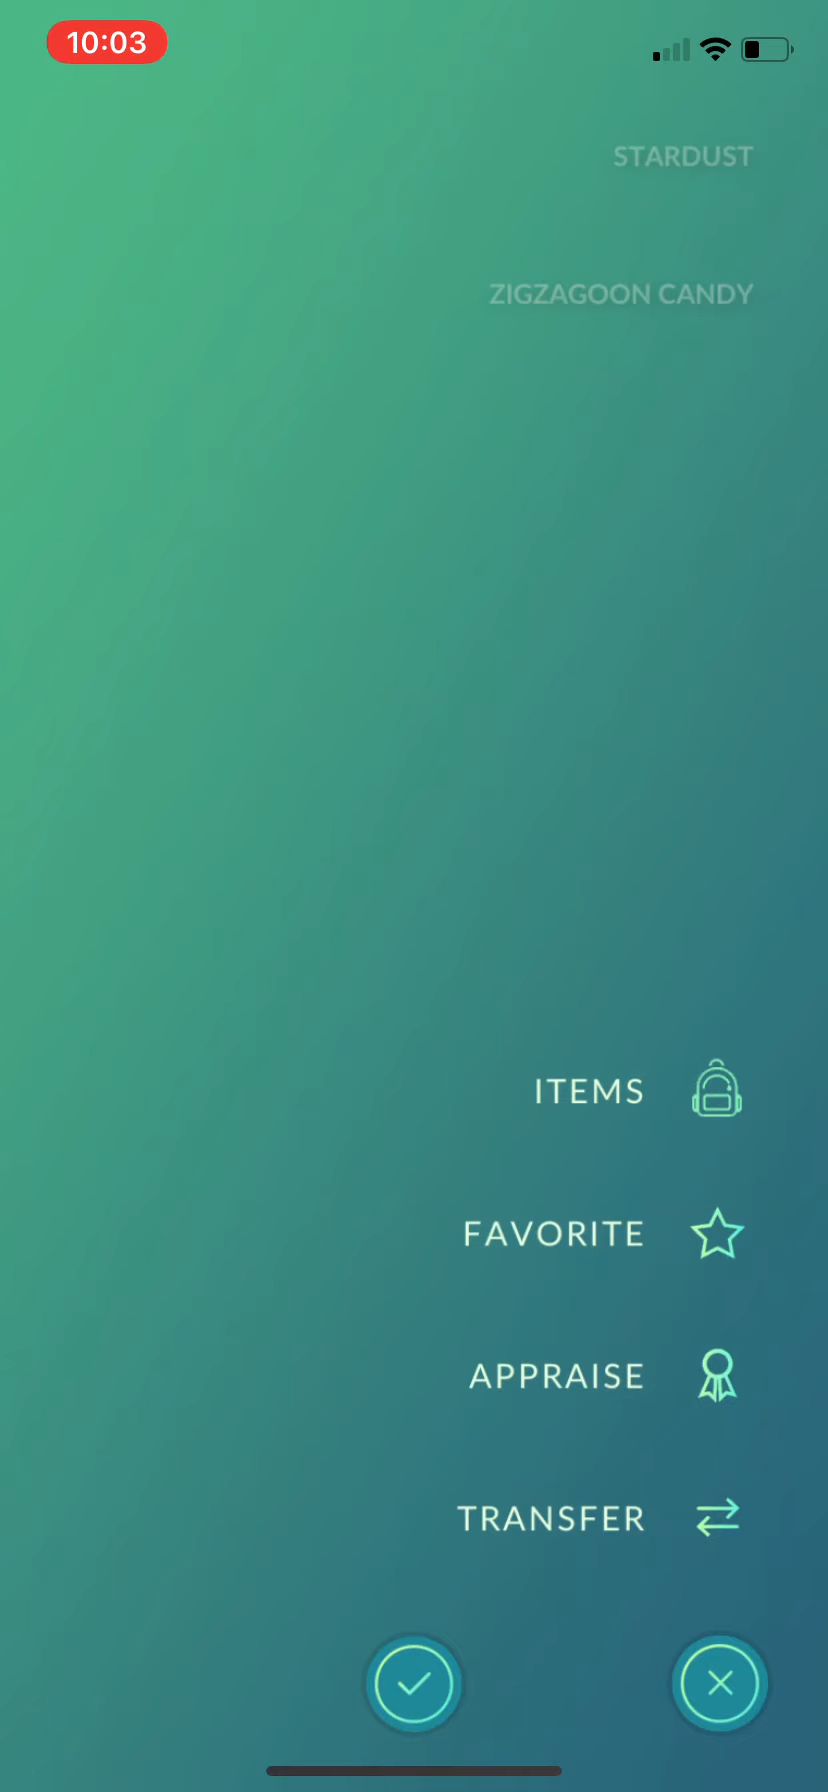 10:03
STARDUST
ZIGZAGOON CANDY
ITEMS
FAVORITE
APPRAISE
TRANSFER